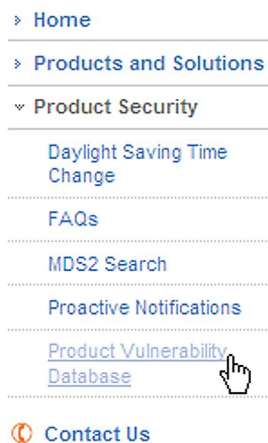 Home
Products and Solutions
Product Security
Daylight Saving Time
Change
FAQs
MDS2 Search
Proactive Notifications
Product Vulnerability
Database
Contact Us